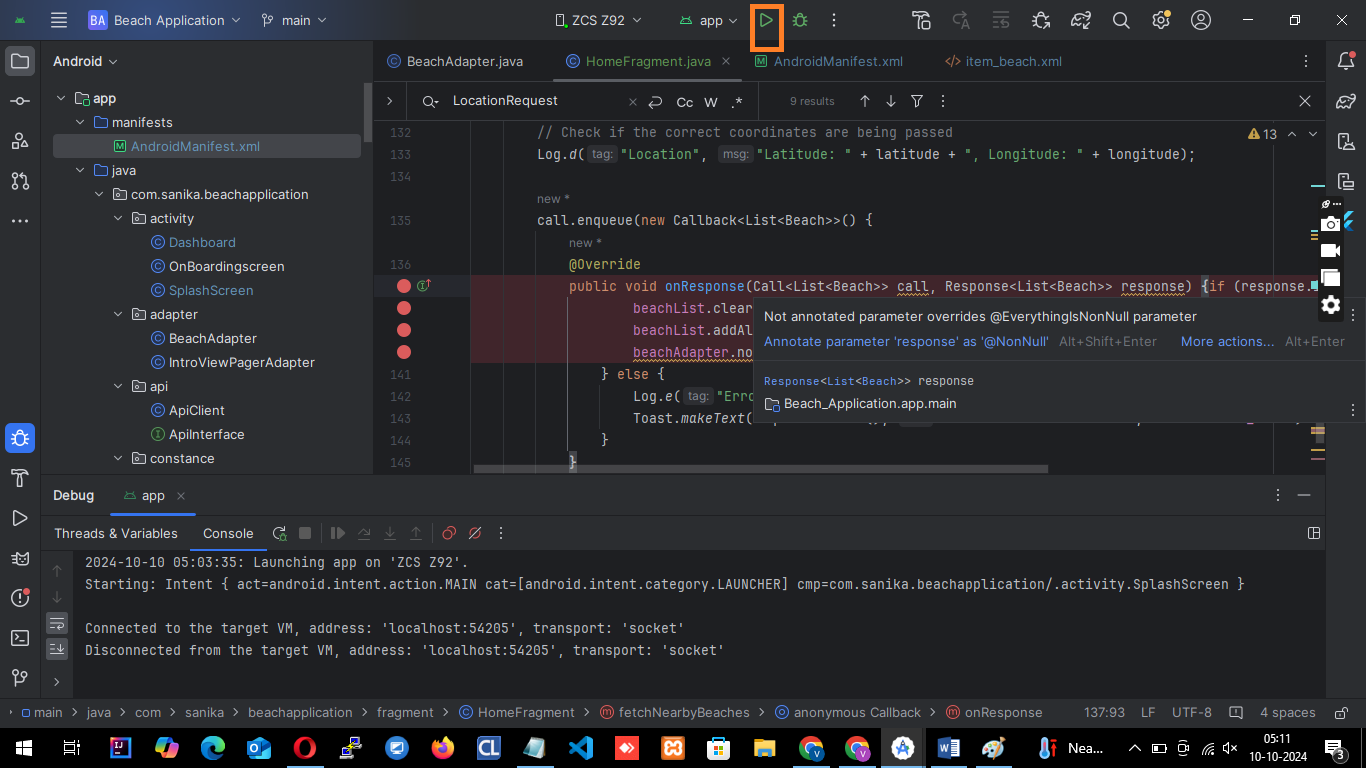 BA Beach Application main ZCS Z92 app
Android
app
manifests
AndroidManifest.xml
java
com.sanika.beachapplication
activity
Dashboard
OnBoardingscreen
SplashScreen
adapter
BeachAdapter
IntroViewPagerAdapter
api
ApiClient
ApiInterface
constance
BeachAdapter.java HomeFragment.java AndroidManifest.xml item_beach.xml
LocationRequest Cc W .* 9 results
13
132 // Check if the correct coordinates are being passed
133 Log.d( tag: "Location", msg: "Latitude: " + latitude + ", Longitude: " + longitude);
134
new *
135 call.enqueue(new Callback<List<Beach>>() {
new *
136 @Override
public void onResponse(Call<List<Beach>> call, Response<List<Beach>> response) {if (response.
beachList.clear
beachList.addAl
beachAdapter.no
141 } else {
142 Log.e( tag: "Erro
143 Toast.makeText(
144 }
145 }
Not annotated parameter overrides @EverythingIsNonNull parameter
Annotate parameter 'response' as '@NonNull' Alt+Shift+Enter More actions... Alt+Enter
Response<List<Beach>> response
Beach_Application.app.main
Debug app
Threads & Variables Console
2024-10-10 05:03:35: Launching app on 'ZCS Z92'.
Starting: Intent { act=android.intent.action.MAIN cat=[android.intent.category.LAUNCHER] cmp=com.sanika.beachapplication/.activity.SplashScreen }
Connected to the target VM, address: 'localhost:54205', transport: 'socket'
Disconnected from the target VM, address: 'localhost:54205', transport: 'socket'
main > java > com > sanika > beachapplication > fragment > HomeFragment > fetchNearbyBeaches > anonymous Callback > onResponse 137:93 LF UTF-8 4 spaces
Nea...
05:11
10-10-2024
3